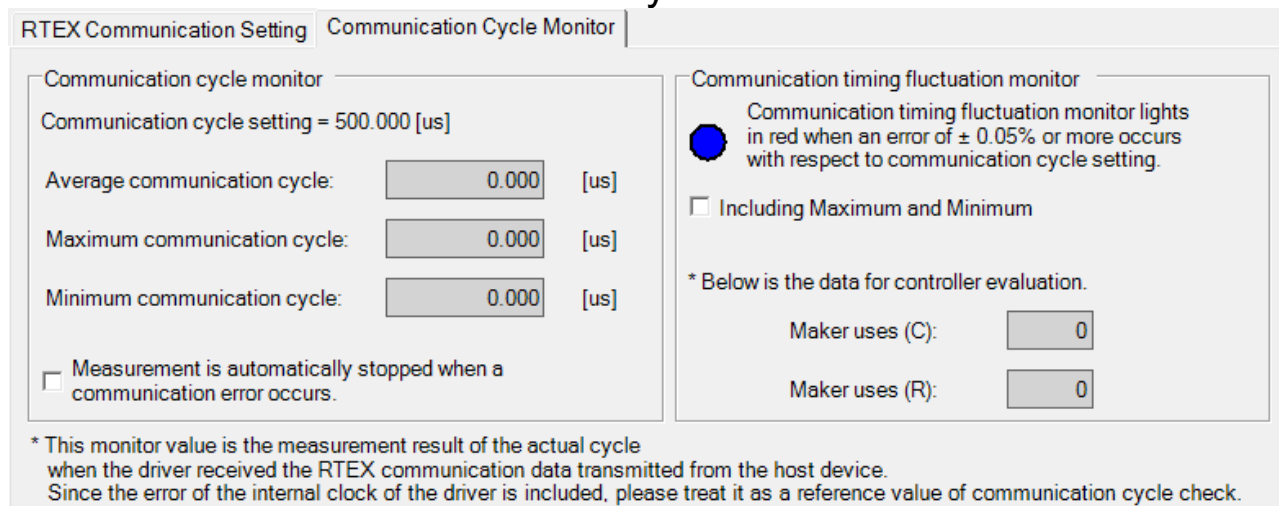 RTEX Communication Setting
Communication Cycle Monitor
Communication cycle monitor
Communication cycle setting = 500.000 [us]
Average communication cycle: 0.000 [us]
Maximum communication cycle: 0.000 [us]
Minimum communication cycle: 0.000 [us]
Measurement is automatically stopped when a
communication error occurs.
Communication timing fluctuation monitor
Communication timing fluctuation monitor lights
in red when an error of ± 0.05% or more occurs
with respect to communication cycle setting.
Including Maximum and Minimum
* Below is the data for controller evaluation.
Maker uses (C): 0
Maker uses (R): 0
* This monitor value is the measurement result of the actual cycle
when the driver received the RTEX communication data transmitted from the host device.
Since the error of the internal clock of the driver is included, please treat it as a reference value of communication cycle check.